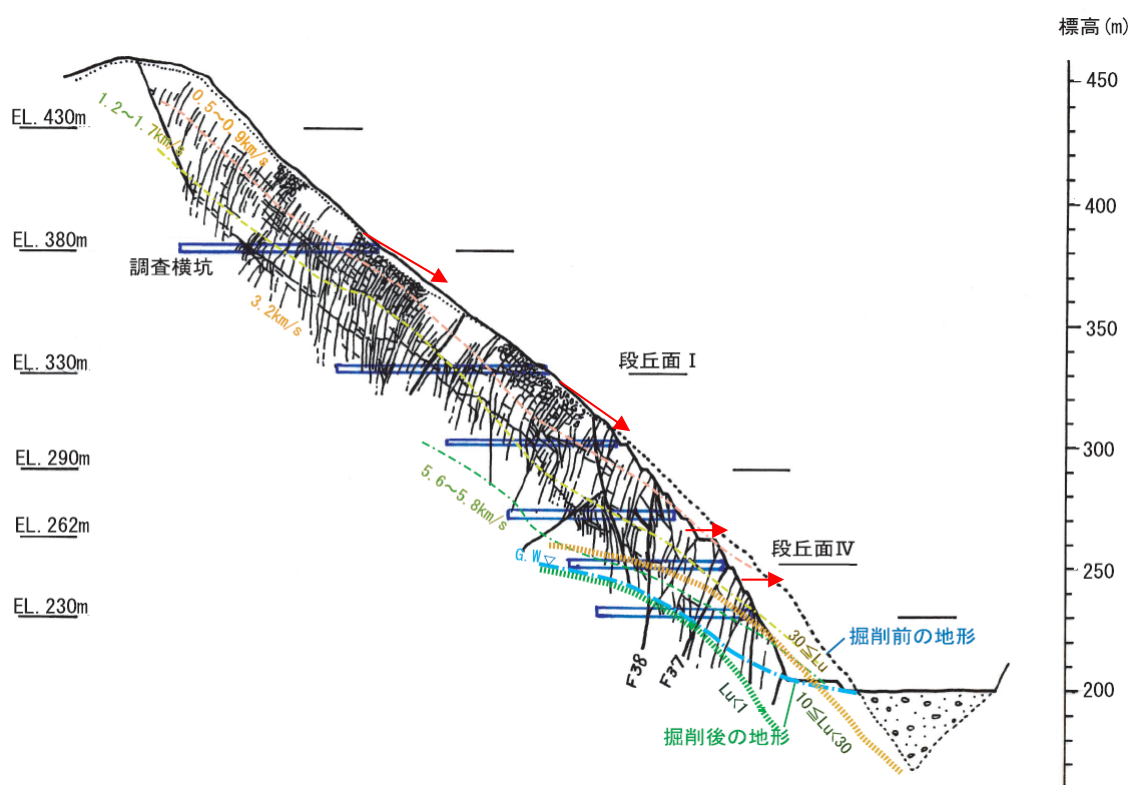 標高(m)
450
0.5~0.9km/s
1.2~1.7km/s
EL.430m
400
EL.380m
調査横坑
3.2km/s
350
段丘面Ⅰ
EL.330m
300
EL.290m
5.6~5.8km/s
EL.262m
段丘面Ⅳ
G.W▽
250
EL.230m
30≦Lu
掘削前の地形
F38
F37
200
Lu<1
10≦Lu<30
掘削後の地形